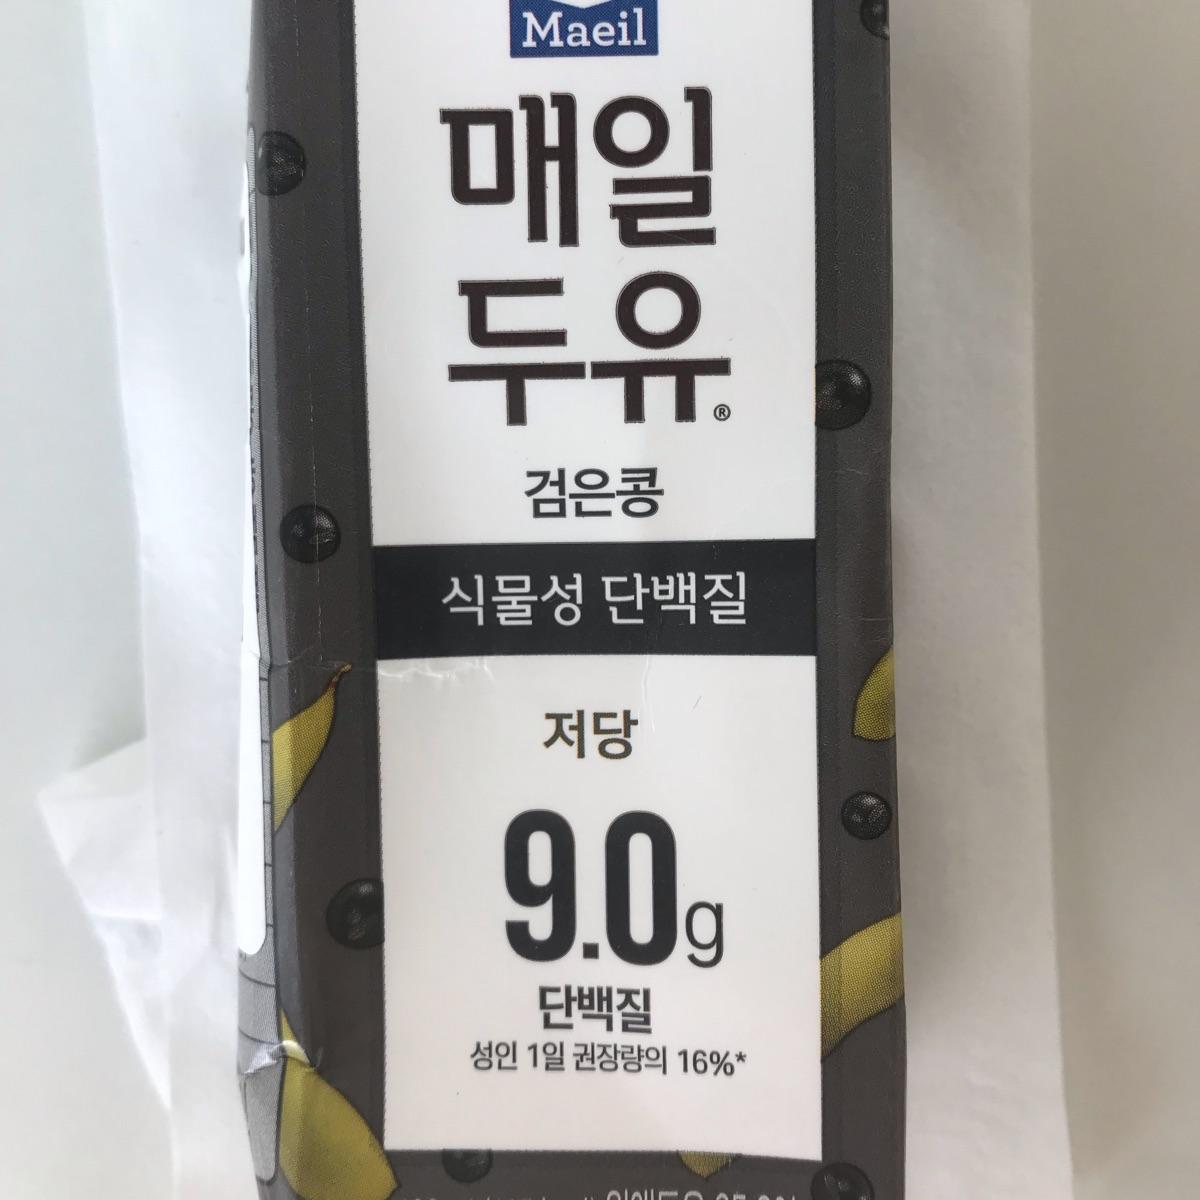 Maeil
매일
두유®
검은콩
식물성 단백질
저당
9.0g
단백질
성인 1일 권장량의 16%*